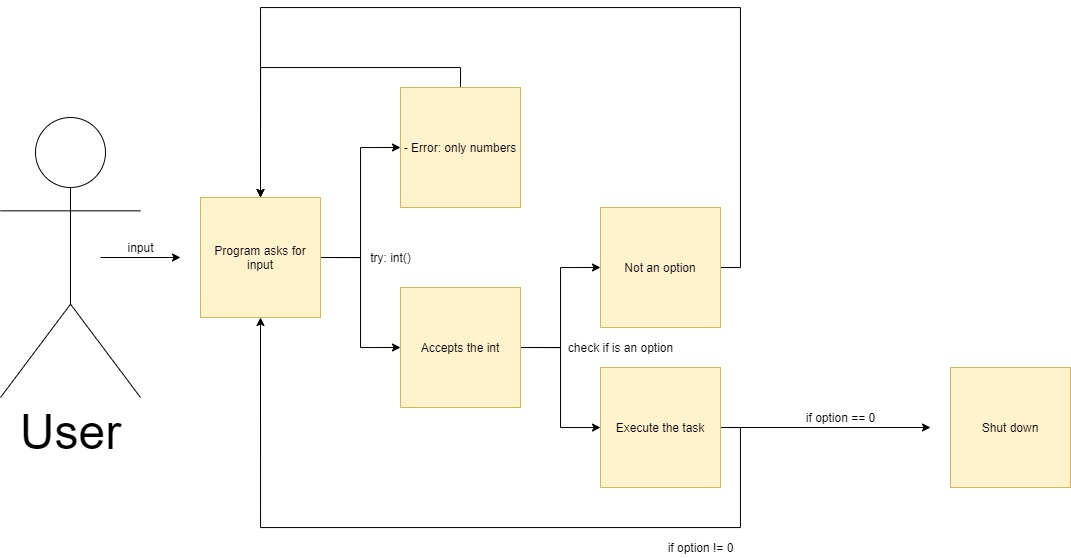 - Error: only numbers
input
Program asks for
input
try: int()
Not an option
Accepts the int
check if is an option
User
Execute the task
if option == 0
Shut down
if option != 0